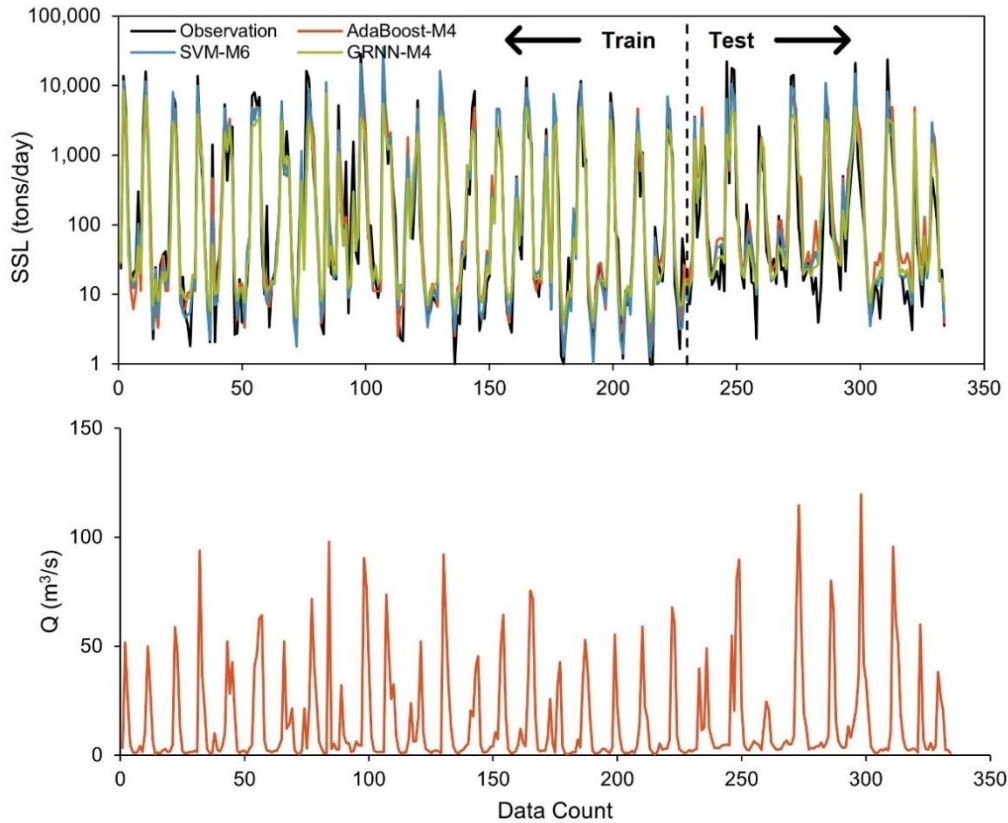 100,000
Observation
AdaBoost-M4
SVM-M6
GRNN-M4
Train
Test
10,000
1,000
100
10
1
SSL (tons/day)
0 50 100 150 200 250 300 350
150
100
50
0
Q (m³/s)
0 50 100 150 200 250 300 350
Data Count